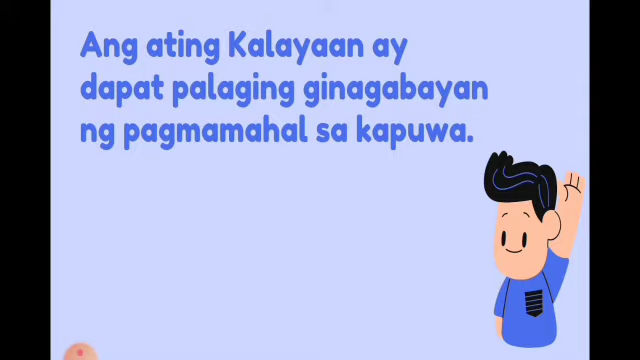 Ang ating Kalayaan ay
dapat palaging ginagabayan
ng pagmamahal sa kapuwa.